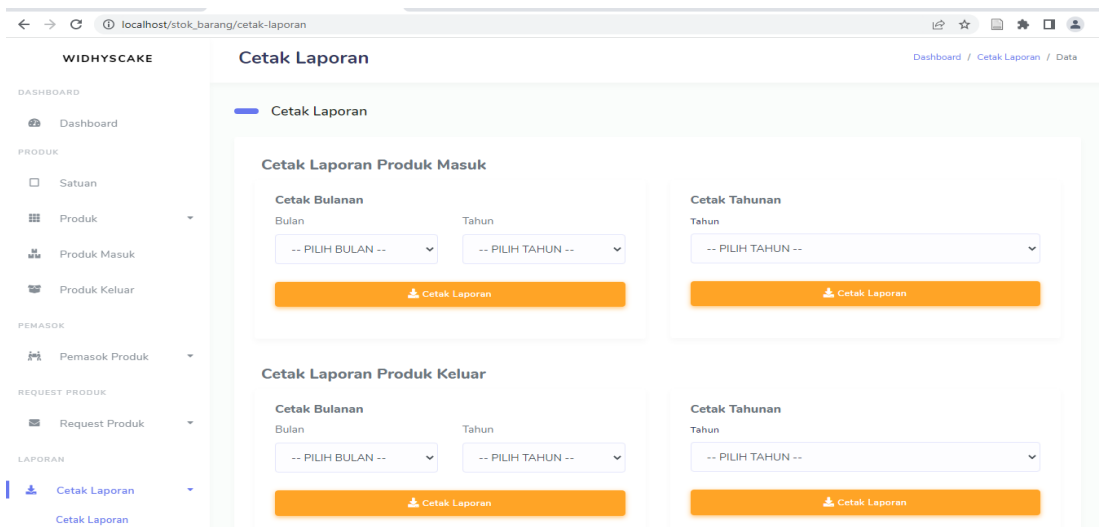 localhost/stok_barang/cetak-laporan
WIDHYSCAKE
DASHBOARD
Dashboard
PRODUK
Satuan
Produk
Produk Masuk
Produk Keluar
PEMASOK
Pemasok Produk
REQUEST PRODUK
Request Produk
LAPORAN
Cetak Laporan
Cetak Laporan
Cetak Laporan
Dashboard / Cetak Laporan / Data
Cetak Laporan
Cetak Laporan Produk Masuk
Cetak Bulanan
Bulan Tahun
-- PILIH BULAN -- -- PILIH TAHUN --
Cetak Laporan
Cetak Tahunan
Tahun
-- PILIH TAHUN --
Cetak Laporan
Cetak Laporan Produk Keluar
Cetak Bulanan
Bulan Tahun
-- PILIH BULAN -- -- PILIH TAHUN --
Cetak Laporan
Cetak Tahunan
Tahun
-- PILIH TAHUN --
Cetak Laporan